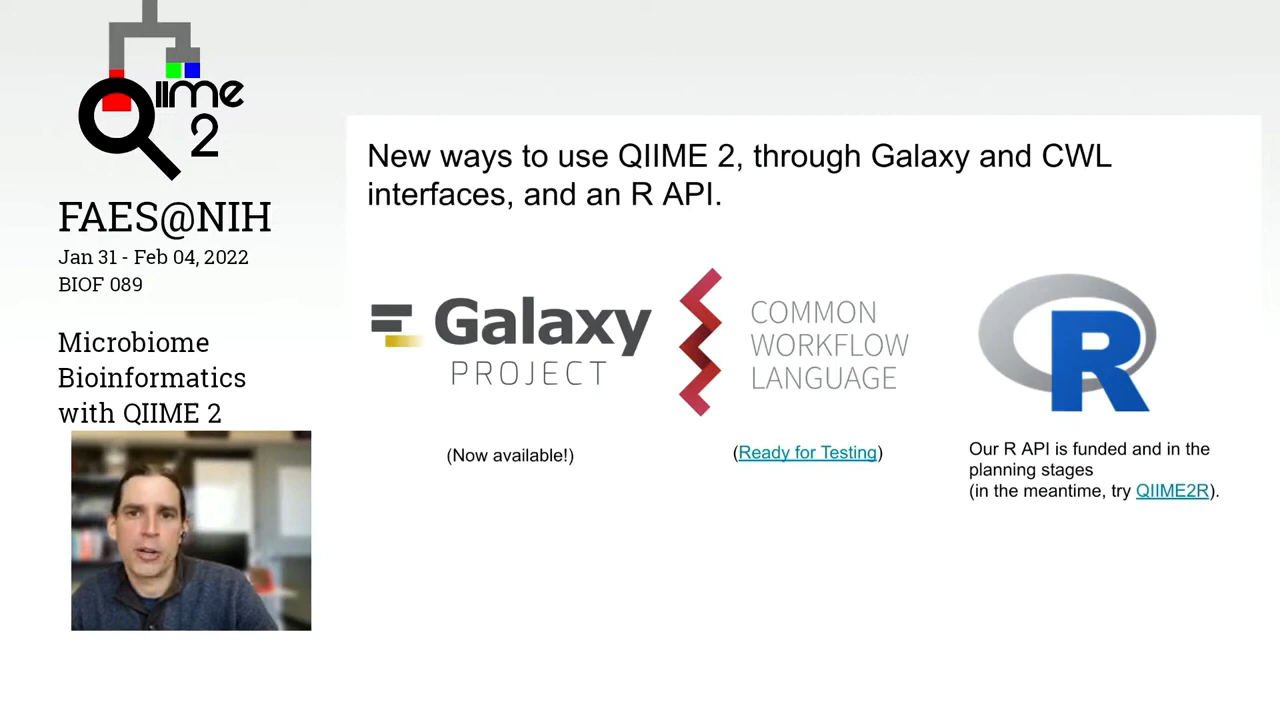 Qiime
2
FAES@NIH
Jan 31 - Feb 04, 2022
BIOF 089
Microbiome
Bioinformatics
with QIIME 2
New ways to use QIIME 2, through Galaxy and CWL
interfaces, and an R API.
Galaxy
PROJECT
COMMON
WORKFLOW
LANGUAGE
R
(Now available!)
(Ready for Testing)
Our R API is funded and in the
planning stages
(in the meantime, try QIIME2R).